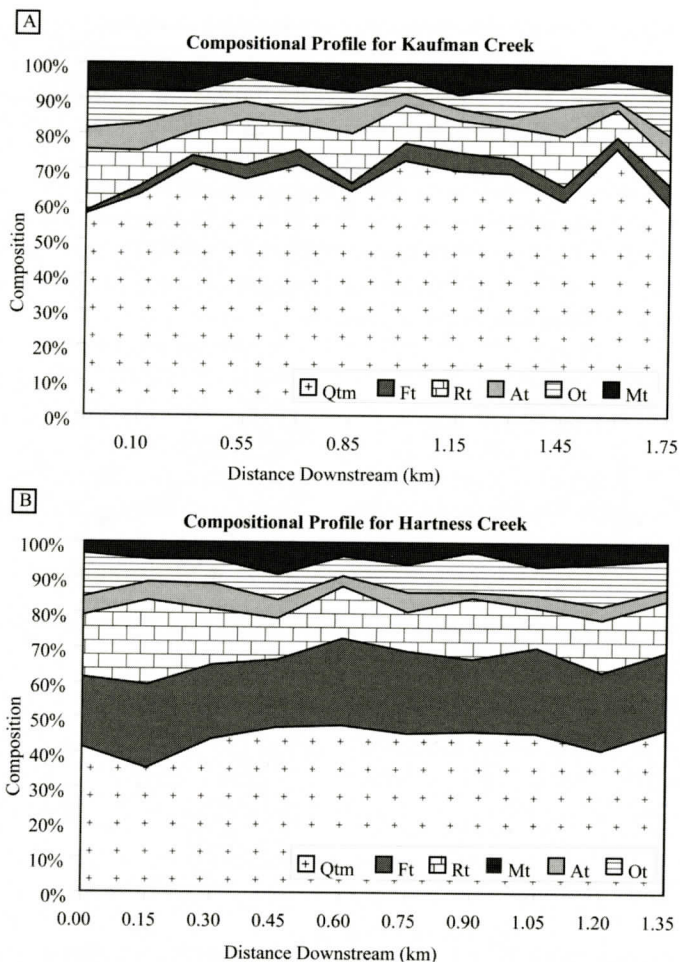 A
Compositional Profile for Kaufman Creek
100%
90%
80%
70%
60%
50%
40%
30%
20%
10%
0%
Composition
Qtm Ft Rt At Ot Mt
0.10 0.55 0.85 1.15 1.45 1.75
Distance Downstream (km)
B
Compositional Profile for Hartness Creek
100%
90%
80%
70%
60%
50%
40%
30%
20%
10%
0%
Composition
Qtm Ft Rt Mt At Ot
0.00 0.15 0.30 0.45 0.60 0.75 0.90 1.05 1.20 1.35
Distance Downstream (km)